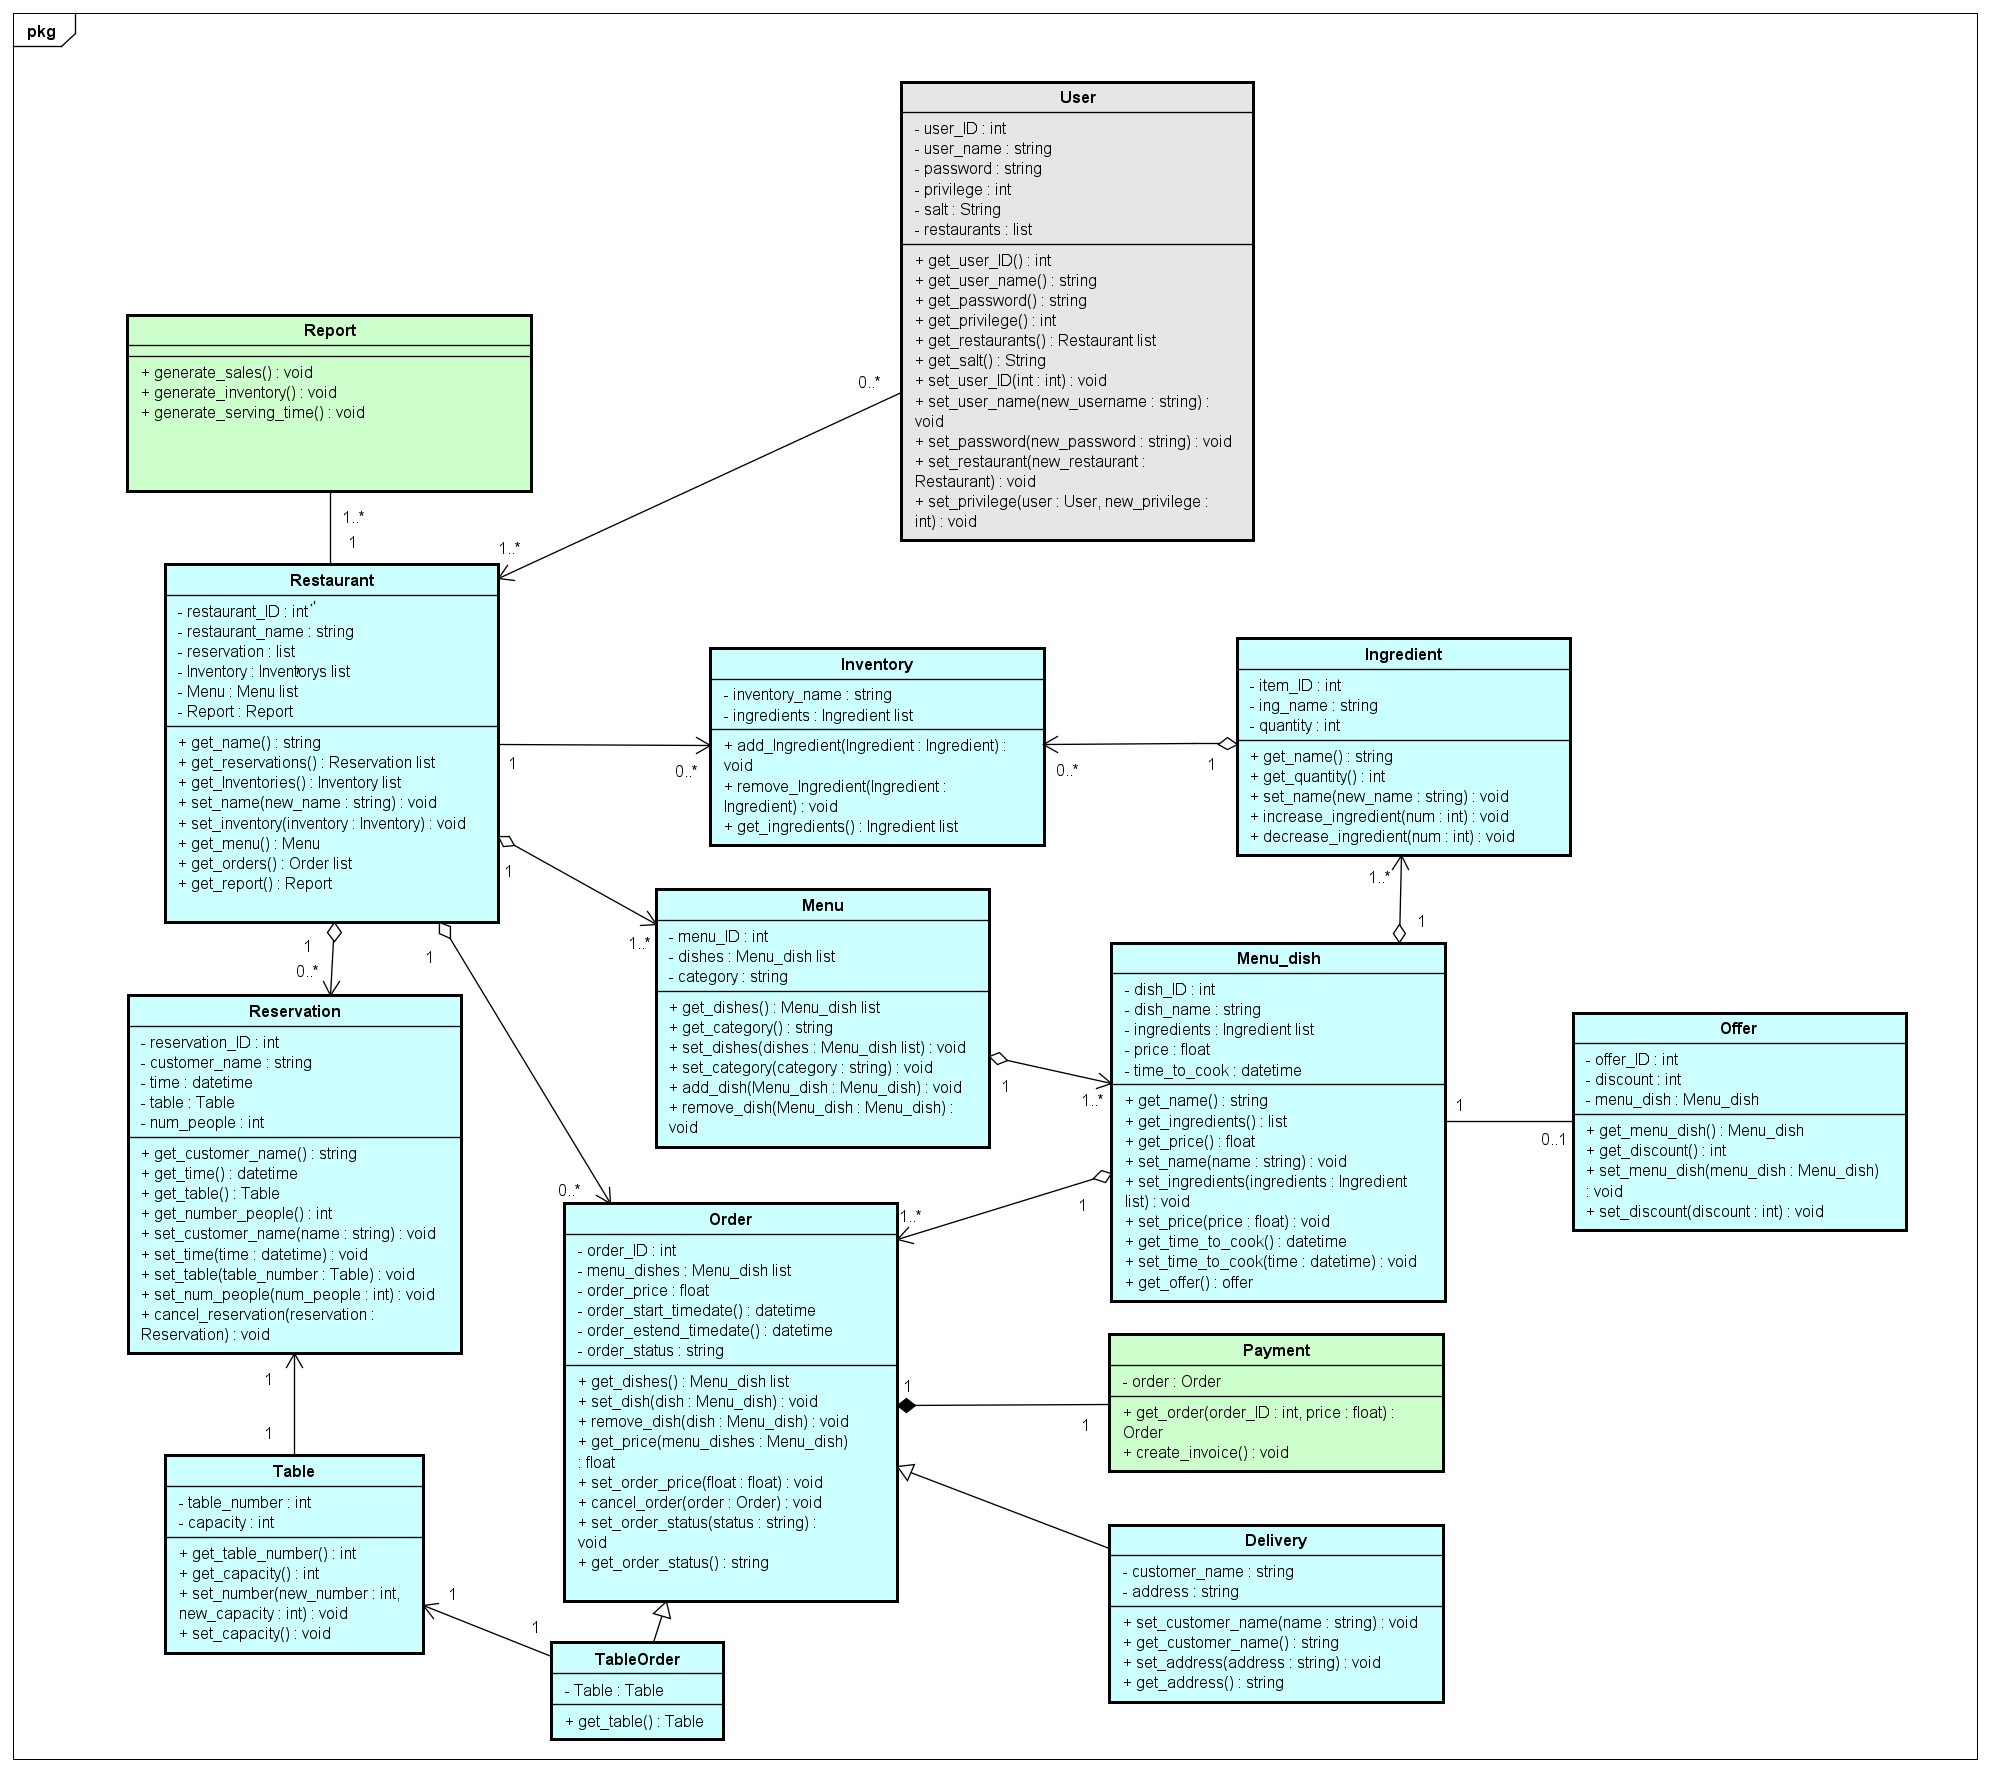 pkg
User
- user_ID : int
- user_name : string
- password : string
- privilege : int
- salt : String
- restaurants : list
+ get_user_ID() : int
+ get_user_name() : string
+ get_password() : string
+ get_privilege() : int
+ get_restaurants() : Restaurant list
+ get_salt() : String
+ set_user_ID(int : int) : void
+ set_user_name(new_username : string) :
void
+ set_password(new_password : string) : void
+ set_restaurant(new_restaurant :
Restaurant) : void
+ set_privilege(user : User, new_privilege :
int) : void
0..*
1..*
Report
+ generate_sales() : void
+ generate_inventory() : void
+ generate_serving_time() : void
1..*
1
Restaurant
- restaurant_ID : int
- restaurant_name : string
- reservation : list
- Inventory : Inventorys list
- Menu : Menu list
- Report : Report
+ get_name() : string
+ get_reservations() : Reservation list
+ get_Inventories() : Inventory list
+ set_name(new_name : string) : void
+ set_inventory(inventory : Inventory) : void
+ get_menu() : Menu
+ get_orders() : Order list
+ get_report() : Report
1
0..*
Inventory
- inventory_name : string
- ingredients : Ingredient list
+ add_Ingredient(Ingredient : Ingredient) :
void
+ remove_Ingredient(Ingredient :
Ingredient) : void
+ get_ingredients() : Ingredient list
0..*
1
Ingredient
- item_ID : int
- ing_name : string
- quantity : int
+ get_name() : string
+ get_quantity() : int
+ set_name(new_name : string) : void
+ increase_ingredient(num : int) : void
+ decrease_ingredient(num : int) : void
1..*
1
1
1..*
Menu
- menu_ID : int
- dishes : Menu_dish list
- category : string
+ get_dishes() : Menu_dish list
+ get_category() : string
+ set_dishes(dishes : Menu_dish list) : void
+ set_category(category : string) : void
+ add_dish(Menu_dish : Menu_dish) : void
+ remove_dish(Menu_dish : Menu_dish) :
void
1
1..*
Menu_dish
- dish_ID : int
- dish_name : string
- ingredients : Ingredient list
- price : float
- time_to_cook : datetime
+ get_name() : string
+ get_ingredients() : list
+ get_price() : float
+ set_name(name : string) : void
+ set_ingredients(ingredients : Ingredient
list) : void
+ set_price(price : float) : void
+ get_time_to_cook() : datetime
+ set_time_to_cook(time : datetime) : void
+ get_offer() : offer
1
0..1
Offer
- offer_ID : int
- discount : int
- menu_dish : Menu_dish
+ get_menu_dish() : Menu_dish
+ get_discount() : int
+ set_menu_dish(menu_dish : Menu_dish)
: void
+ set_discount(discount : int) : void
1
0..*
1
0..*
Reservation
- reservation_ID : int
- customer_name : string
- time : datetime
- table : Table
- num_people : int
+ get_customer_name() : string
+ get_time() : datetime
+ get_table() : Table
+ get_number_people() : int
+ set_customer_name(name : string) : void
+ set_time(time : datetime) : void
+ set_table(table_number : Table) : void
+ set_num_people(num_people : int) : void
+ cancel_reservation(reservation :
Reservation) : void
1
1
1
1..*
Order
- order_ID : int
- menu_dishes : Menu_dish list
- order_price : float
- order_start_timedate() : datetime
- order_estend_timedate() : datetime
- order_status : string
+ get_dishes() : Menu_dish list
+ set_dish(dish : Menu_dish) : void
+ remove_dish(dish : Menu_dish) : void
+ get_price(menu_dishes : Menu_dish)
: float
+ set_order_price(float : float) : void
+ cancel_order(order : Order) : void
+ set_order_status(status : string) :
void
+ get_order_status() : string
1
1
Payment
- order : Order
+ get_order(order_ID : int, price : float) :
Order
+ create_invoice() : void
Delivery
- customer_name : string
- address : string
+ set_customer_name(name : string) : void
+ get_customer_name() : string
+ set_address(address : string) : void
+ get_address() : string
Table
- table_number : int
- capacity : int
+ get_table_number() : int
+ get_capacity() : int
+ set_number(new_number : int,
new_capacity : int) : void
+ set_capacity() : void
1
1
TableOrder
- Table : Table
+ get_table() : Table